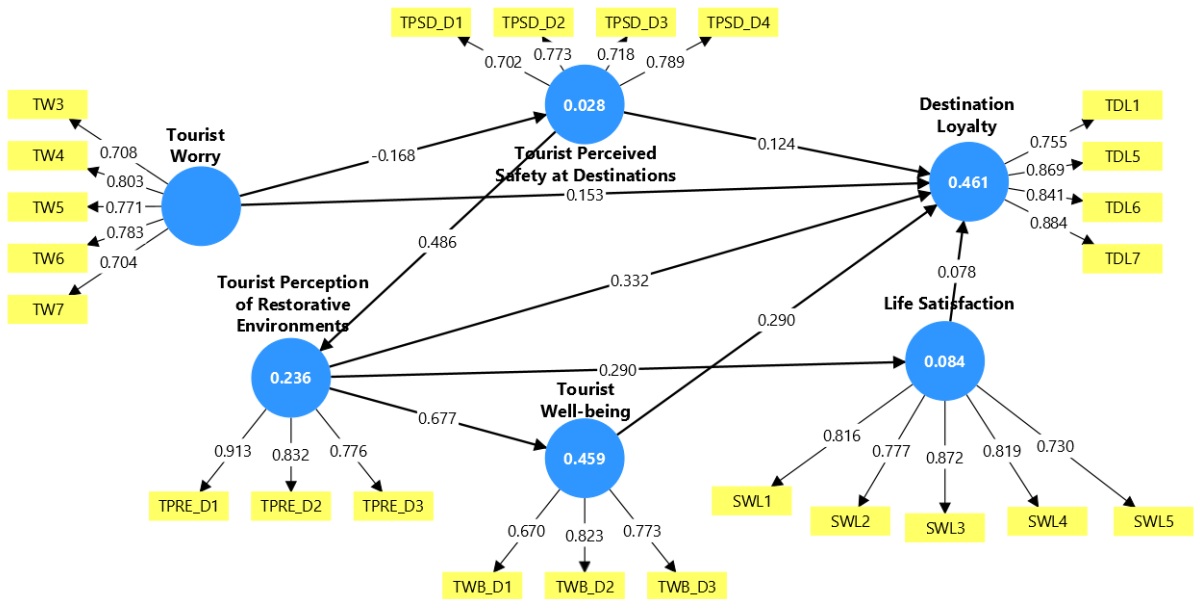 TPSD_D1
TPSD_D2
TPSD_D3
TPSD_D4
0.702
0.773
0.718
0.789
TW3
TW4
TW5
TW6
TW7
0.708
0.803
0.771
0.783
0.704
Tourist
Worry
0.028
Tourist Perceived
Safety at Destinations
-0.168
0.153
0.124
0.486
Destination
Loyalty
0.461
TDL1
TDL5
TDL6
TDL7
0.755
0.869
0.841
0.884
Tourist Perception
of Restorative
Environments
0.236
0.332
0.290
0.290
0.677
0.078
Life Satisfaction
0.084
Tourist
Well-being
0.459
0.913
0.832
0.776
TPRE_D1
TPRE_D2
TPRE_D3
0.670
0.823
0.773
TWB_D1
TWB_D2
TWB_D3
0.816
0.777
0.872
0.819
0.730
SWL1
SWL2
SWL3
SWL4
SWL5